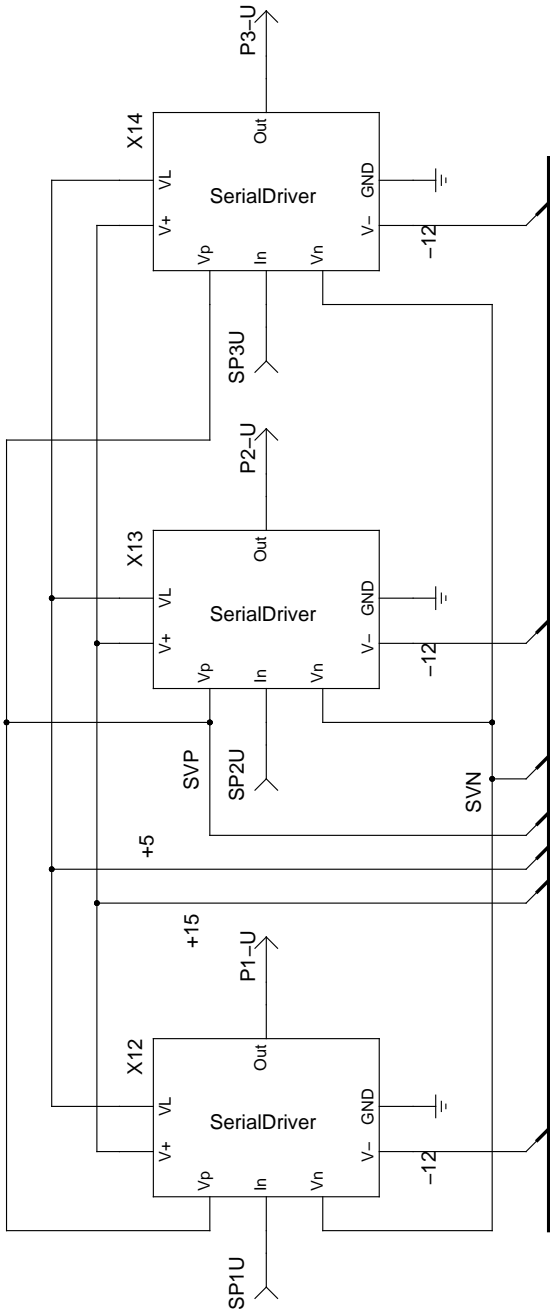 X12
V+
VL
Vp
SP1U
In
SerialDriver
Out
P1−U
Vn
V−
GND
−12
+15
+5
SVP
SVN
X13
V+
VL
Vp
SP2U
In
SerialDriver
Out
P2−U
Vn
V−
GND
−12
X14
V+
VL
Vp
SP3U
In
SerialDriver
Out
P3−U
Vn
V−
GND
−12